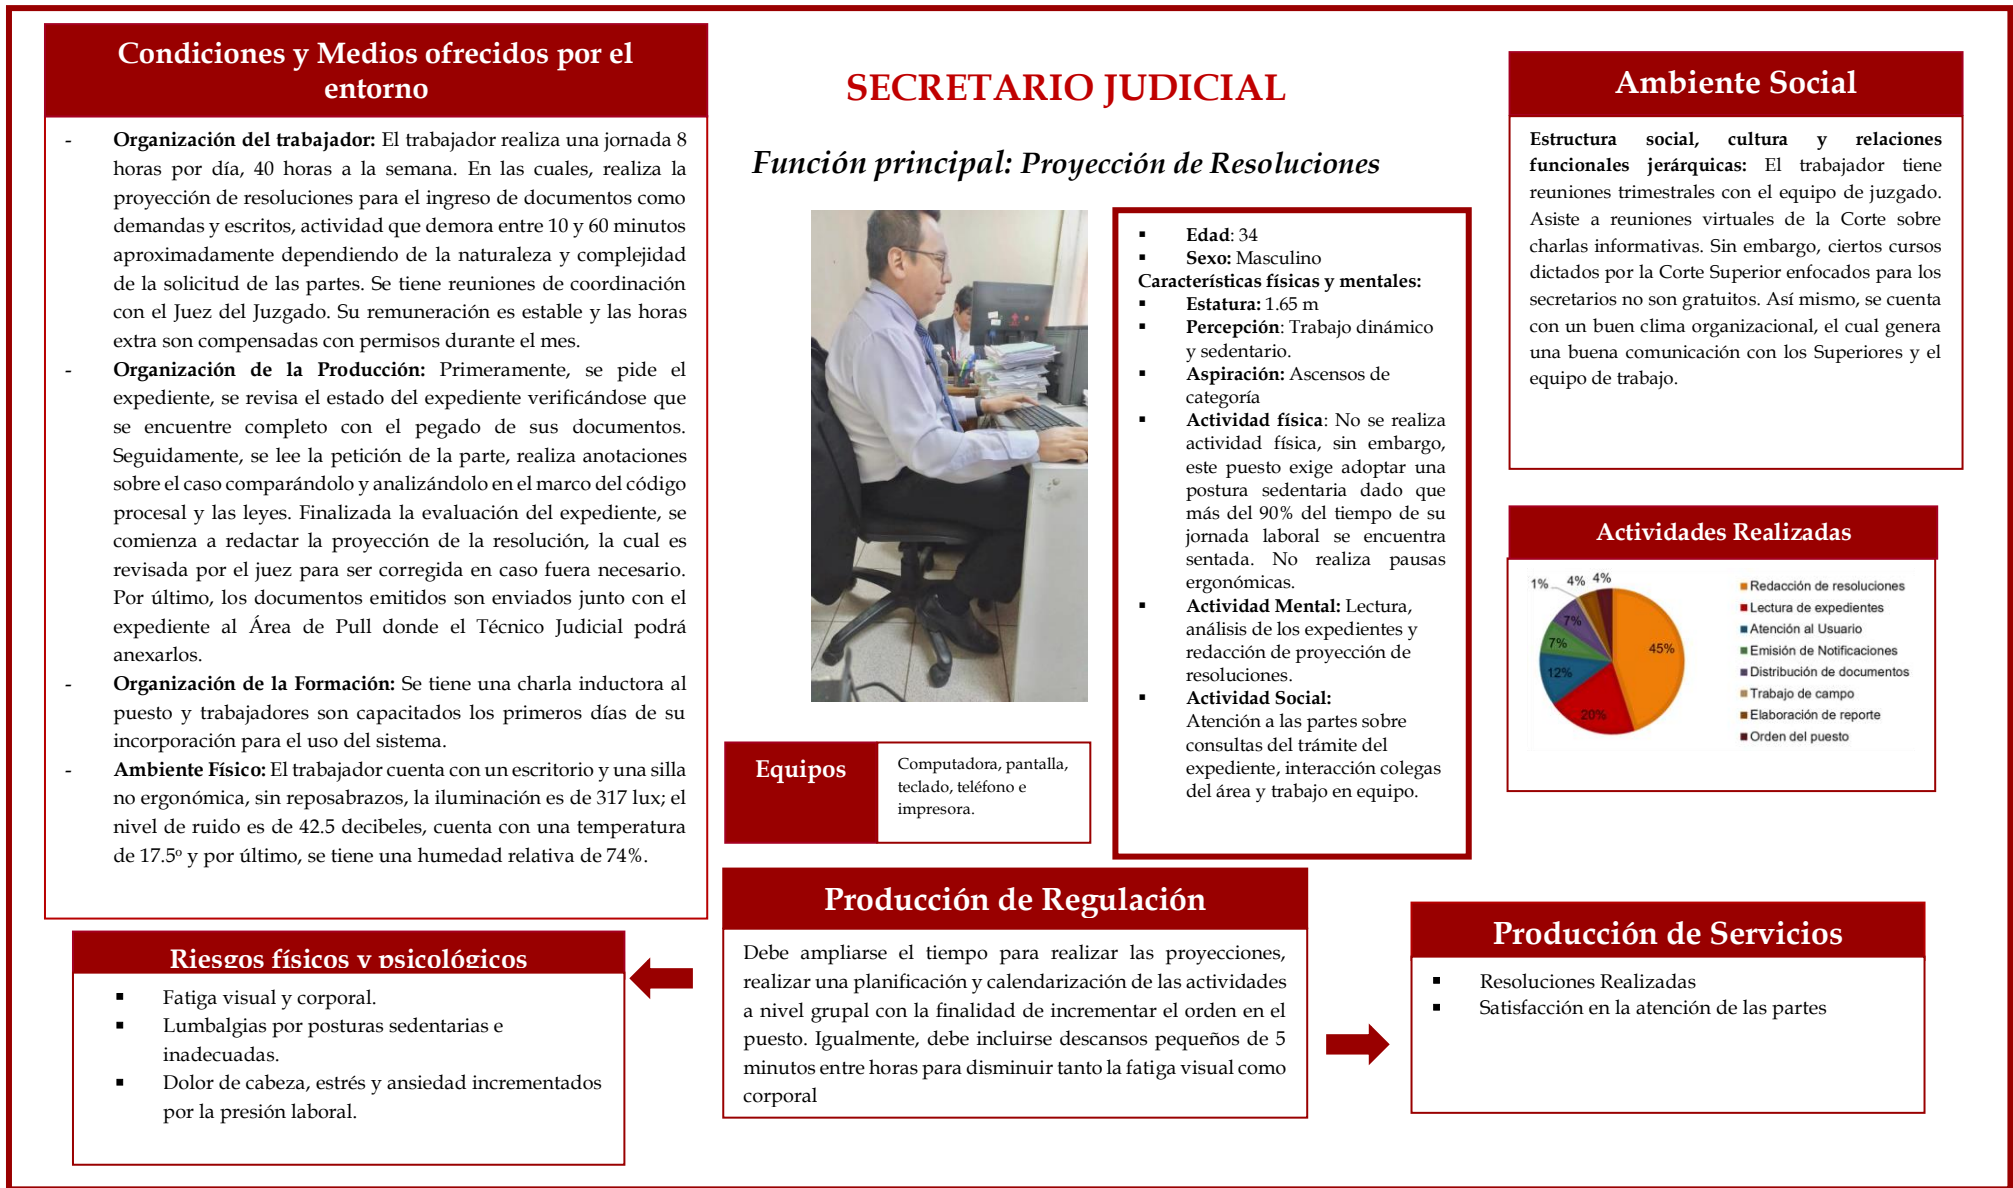 Condiciones y Medios ofrecidos por el
entorno
- Organización del trabajador: El trabajador realiza una jornada 8
horas por día, 40 horas a la semana. En las cuales, realiza la
proyección de resoluciones para el ingreso de documentos como
demandas y escritos, actividad que demora entre 10 y 60 minutos
aproximadamente dependiendo de la naturaleza y complejidad
de la solicitud de las partes. Se tiene reuniones de coordinación
con el Juez del Juzgado. Su remuneración es estable y las horas
extra son compensadas con permisos durante el mes.
- Organización de la Producción: Primeramente, se pide el
expediente, se revisa el estado del expediente verificándose que
se encuentre completo con el pegado de sus documentos.
Seguidamente, se lee la petición de la parte, realiza anotaciones
sobre el caso comparándolo y analizándolo en el marco del código
procesal y las leyes. Finalizada la evaluación del expediente, se
comienza a redactar la proyección de la resolución, la cual es
revisada por el juez para ser corregida en caso fuera necesario.
Por último, los documentos emitidos son enviados junto con el
expediente al Área de Pull donde el Técnico Judicial podrá
anexarlos.
- Organización de la Formación: Se tiene una charla inductora al
puesto y trabajadores son capacitados los primeros días de su
incorporación para el uso del sistema.
- Ambiente Físico: El trabajador cuenta con un escritorio y una silla
no ergonómica, sin reposabrazos, la iluminación es de 317 lux; el
nivel de ruido es de 42.5 decibeles, cuenta con una temperatura
de 17.5º y por último, se tiene una humedad relativa de 74%.
Riesgos físicos y psicológicos
▪ Fatiga visual y corporal.
▪ Lumbalgias por posturas sedentarias e
inadecuadas.
▪ Dolor de cabeza, estrés y ansiedad incrementados
por la presión laboral.
SECRETARIO JUDICIAL
Función principal: Proyección de Resoluciones
▪ Edad: 34
▪ Sexo: Masculino
Características físicas y mentales:
▪ Estatura: 1.65 m
▪ Percepción: Trabajo dinámico
y sedentario.
▪ Aspiración: Ascensos de
categoría
▪ Actividad física: No se realiza
actividad física, sin embargo,
este puesto exige adoptar una
postura sedentaria dado que
más del 90% del tiempo de su
jornada laboral se encuentra
sentada. No realiza pausas
ergonómicas.
▪ Actividad Mental: Lectura,
análisis de los expedientes y
redacción de proyección de
resoluciones.
▪ Actividad Social:
Atención a las partes sobre
consultas del trámite del
expediente, interacción colegas
del área y trabajo en equipo.
Equipos
Computadora, pantalla,
teclado, teléfono e
impresora.
Producción de Regulación
Debe ampliarse el tiempo para realizar las proyecciones,
realizar una planificación y calendarización de las actividades
a nivel grupal con la finalidad de incrementar el orden en el
puesto. Igualmente, debe incluirse descansos pequeños de 5
minutos entre horas para disminuir tanto la fatiga visual como
corporal
Ambiente Social
Estructura social, cultura y relaciones
funcionales jerárquicas: El trabajador tiene
reuniones trimestrales con el equipo de juzgado.
Asiste a reuniones virtuales de la Corte sobre
charlas informativas. Sin embargo, ciertos cursos
dictados por la Corte Superior enfocados para los
secretarios no son gratuitos. Así mismo, se cuenta
con un buen clima organizacional, el cual genera
una buena comunicación con los Superiores y el
equipo de trabajo.
Actividades Realizadas
1% 4% 4%
7%
7%
12%
20%
45%
Redacción de resoluciones
Lectura de expedientes
Atención al Usuario
Emisión de Notificaciones
Distribución de documentos
Trabajo de campo
Elaboración de reporte
Orden del puesto
Producción de Servicios
▪ Resoluciones Realizadas
▪ Satisfacción en la atención de las partes